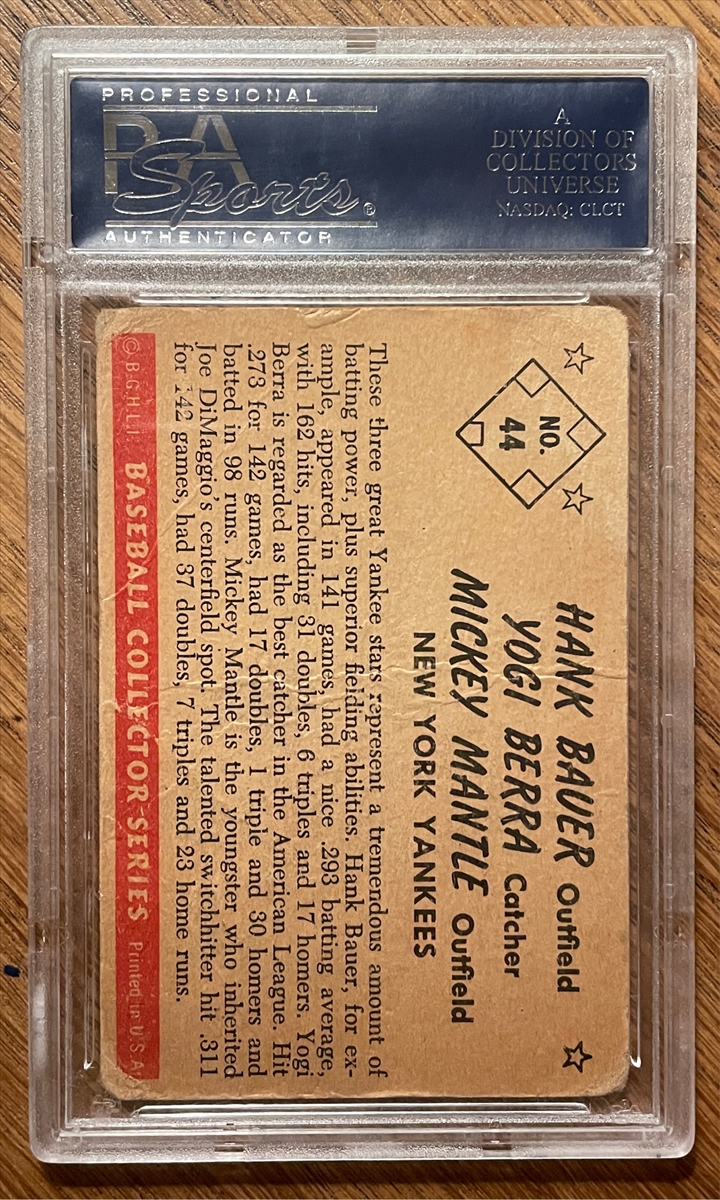 PROFESSIONAL
PSA
Sports®
AUTHENTICATOR
A
DIVISION OF
COLLECTORS
UNIVERSE
NASDAQ: CLCT
NO.
44
HANK BAUER Outfield
YOGI BERRA Catcher
MICKEY MANTLE Outfield
NEW YORK YANKEES
These three great Yankee stars represent a tremendous amount of
batting power, plus superior fielding abilities. Hank Bauer, for ex-
ample, appeared in 141 games, had a nice .293 batting average,
with 162 hits, including 31 doubles, 6 triples and 17 homers. Yogi
Berra is regarded as the best catcher in the American League. Hit
.273 for 142 games, had 17 doubles, 1 triple and 30 homers and
batted in 98 runs. Mickey Mantle is the youngster who inherited
Joe DiMaggio's centerfield spot. The talented switchhitter hit .311
for 142 games, had 37 doubles, 7 triples and 23 home runs.
© B.G.H.L.I. BASEBALL COLLECTOR SERIES Printed in U.S.A.